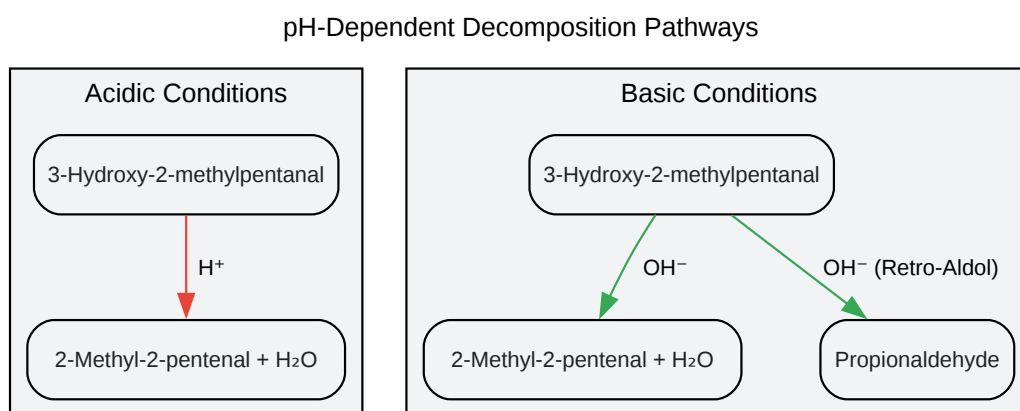 pH-Dependent Decomposition Pathways
Acidic Conditions
3-Hydroxy-2-methylpentanal
H⁺
2-Methyl-2-pentenal + H₂O
Basic Conditions
3-Hydroxy-2-methylpentanal
OH⁻
OH⁻ (Retro-Aldol)
2-Methyl-2-pentenal + H₂O
Propionaldehyde